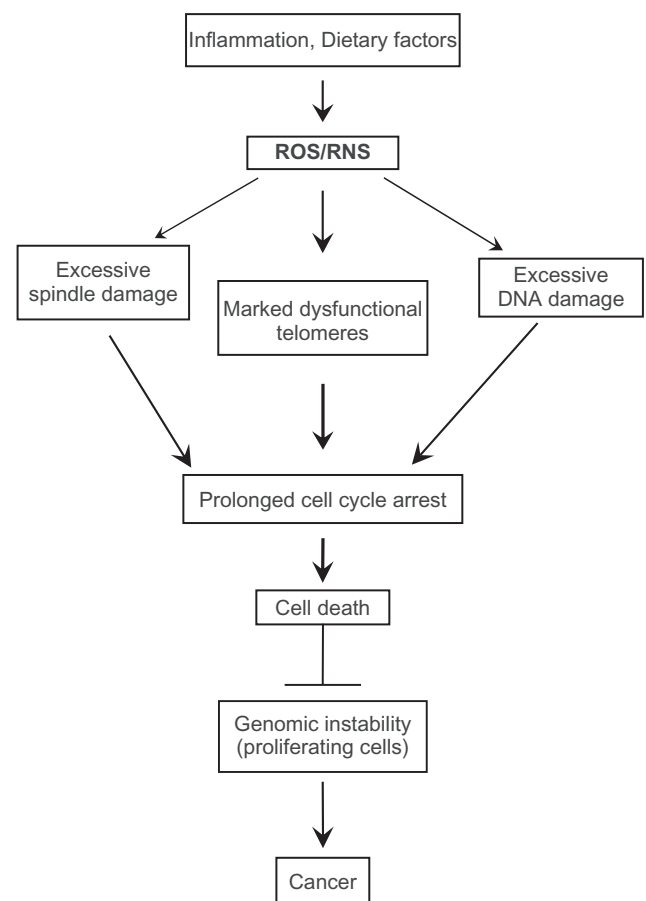 Inflammation, Dietary factors
ROS/RNS
Excessive
spindle damage
Marked dysfunctional
telomeres
Excessive
DNA damage
Prolonged cell cycle arrest
Cell death
Genomic instability
(proliferating cells)
Cancer